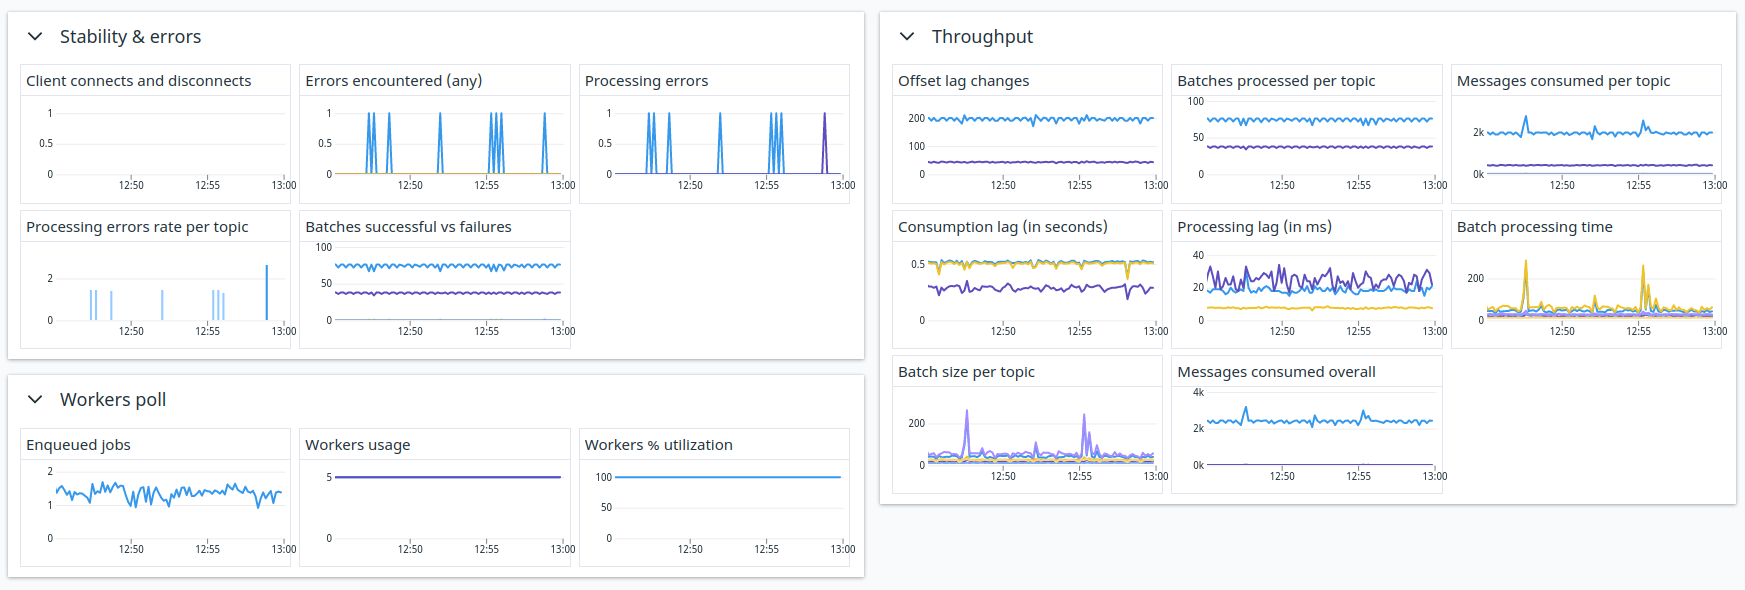 Stability & errors
Client connects and disconnects
1
0.5
0
12:50 12:55 13:00
Errors encountered (any)
1
0.5
0
12:50 12:55 13:00
Processing errors
1
0.5
0
12:50 12:55 13:00
Processing errors rate per topic
2
0
12:50 12:55 13:00
Batches successful vs failures
100
50
0
12:50 12:55 13:00
Workers poll
Enqueued jobs
2
1
0
12:50 12:55 13:00
Workers usage
5
0
12:50 12:55 13:00
Workers % utilization
100
50
0
12:50 12:55 13:00
Throughput
Offset lag changes
200
100
0
12:50 12:55 13:00
Batches processed per topic
100
50
0
12:50 12:55 13:00
Messages consumed per topic
2k
0k
12:50 12:55 13:00
Consumption lag (in seconds)
0.5
0
12:50 12:55 13:00
Processing lag (in ms)
40
20
0
12:50 12:55 13:00
Batch processing time
200
0
12:50 12:55 13:00
Batch size per topic
200
0
12:50 12:55 13:00
Messages consumed overall
4k
2k
0k
12:50 12:55 13:00